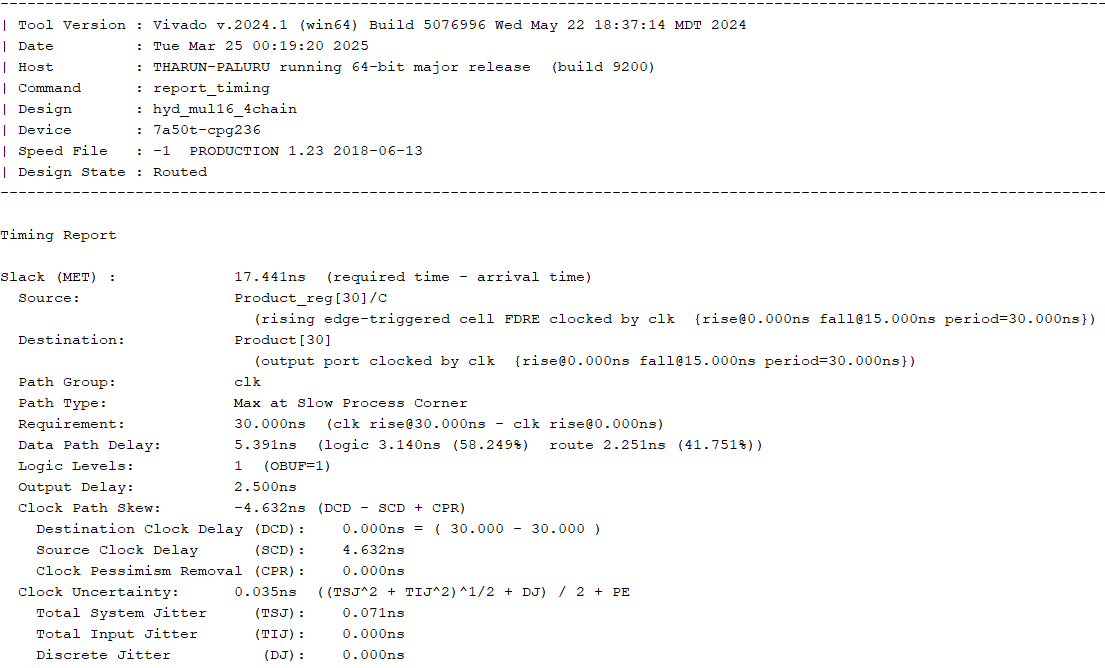 | Tool Version : Vivado v.2024.1 (win64) Build 5076996 Wed May 22 18:37:14 MDT 2024
| Date         : Tue Mar 25 00:19:20 2025
| Host         : THARUN-PALURU running 64-bit major release  (build 9200)
| Command      : report_timing
| Design       : hyd_mul16_4chain
| Device       : 7a50t-cpg236
| Speed File   : -1  PRODUCTION 1.23 2018-06-13
| Design State : Routed
Timing Report
Slack (MET) :             17.441ns  (required time - arrival time)
  Source:                 Product_reg[30]/C
                            (rising edge-triggered cell FDRE clocked by clk  {rise@0.000ns fall@15.000ns period=30.000ns})
  Destination:            Product[30]
                            (output port clocked by clk  {rise@0.000ns fall@15.000ns period=30.000ns})
  Path Group:             clk
  Path Type:              Max at Slow Process Corner
  Requirement:            30.000ns  (clk rise@30.000ns - clk rise@0.000ns)
  Data Path Delay:        5.391ns  (logic 3.140ns (58.249%)  route 2.251ns (41.751%))
  Logic Levels:           1  (OBUF=1)
  Output Delay:           2.500ns
  Clock Path Skew:        -4.632ns (DCD - SCD + CPR)
    Destination Clock Delay (DCD):    0.000ns = ( 30.000 - 30.000 )
    Source Clock Delay      (SCD):    4.632ns
    Clock Pessimism Removal (CPR):    0.000ns
  Clock Uncertainty:      0.035ns  ((TSJ^2 + TIJ^2)^1/2 + DJ) / 2 + PE
    Total System Jitter     (TSJ):    0.071ns
    Total Input Jitter      (TIJ):    0.000ns
    Discrete Jitter          (DJ):    0.000ns